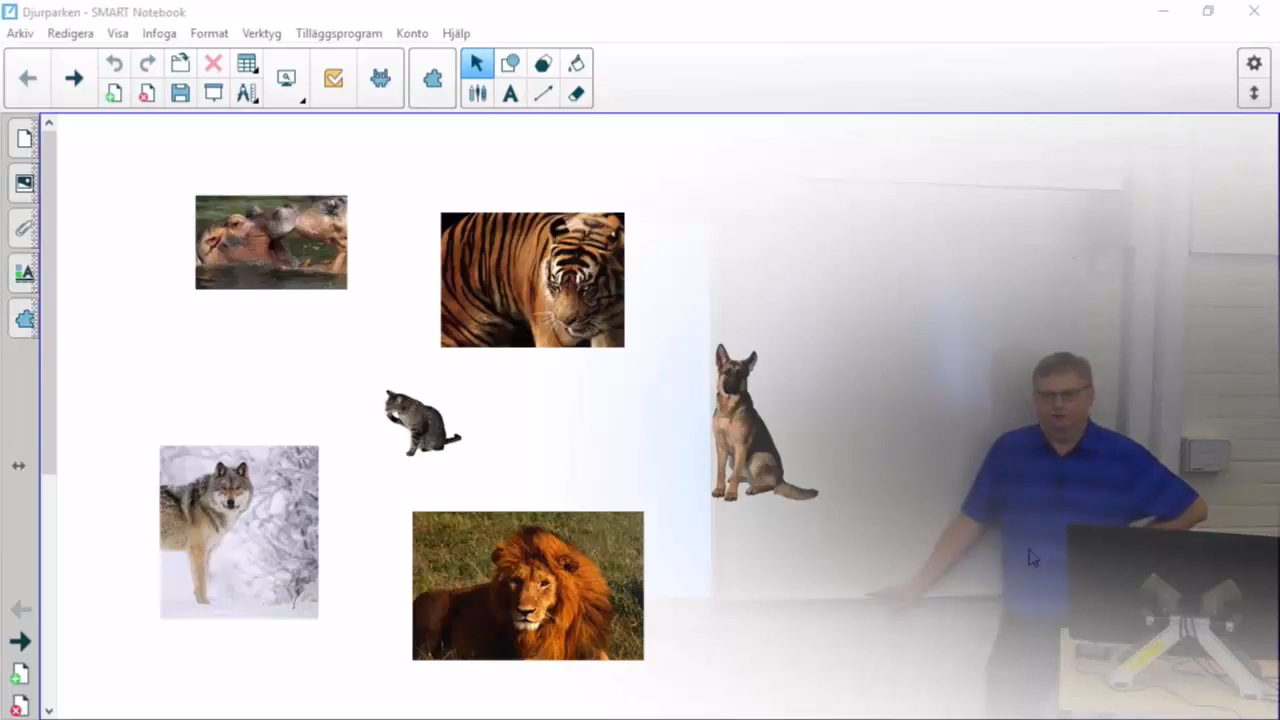 Djurparken - SMART Notebook
Arkiv Redigera Visa Infoga Format Verktyg Tilläggsprogram Konto Hjälp